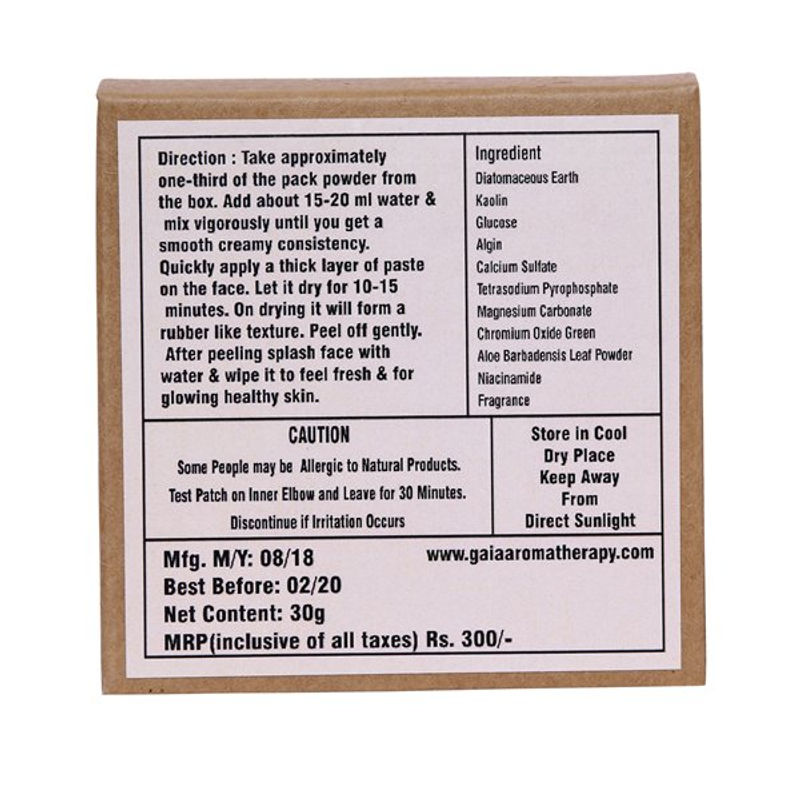 Direction : Take approximately
one-third of the pack powder from
the box. Add about 15-20 ml water &
mix vigorously until you get a
smooth creamy consistency.
Quickly apply a thick layer of paste
on the face. Let it dry for 10-15
minutes. On drying it will form a
rubber like texture. Peel off gently.
After peeling splash face with
water & wipe it to feel fresh & for
glowing healthy skin.
Ingredient
Diatomaceous Earth
Kaolin
Glucose
Algin
Calcium Sulfate
Tetrasodium Pyrophosphate
Magnesium Carbonate
Chromium Oxide Green
Aloe Barbadensis Leaf Powder
Niacinamide
Fragrance
CAUTION
Some People may be Allergic to Natural Products.
Test Patch on Inner Elbow and Leave for 30 Minutes.
Discontinue if Irritation Occurs
Store in Cool
Dry Place
Keep Away
From
Direct Sunlight
Mfg. M/Y: 08/18
www.gaiaaromatherapy.com
Best Before: 02/20
Net Content: 30g
MRP(inclusive of all taxes) Rs. 300/-